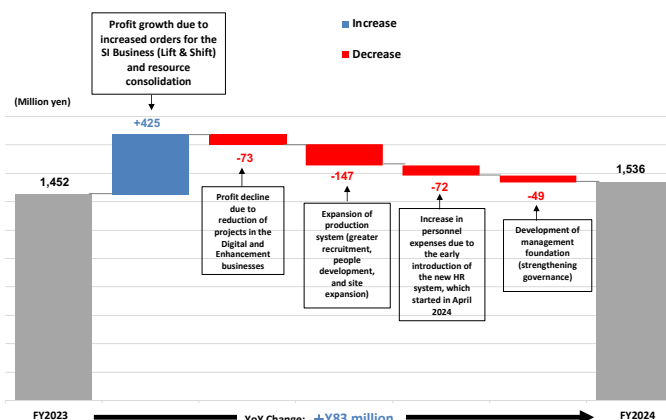 Profit growth due to
increased orders for the
SI Business (Lift & Shift)
and resource
consolidation
Increase
Decrease
(Million yen)
+425
1,452
-73
-147
-72
-49
1,536
Profit decline
due to
reduction of
projects in the
Digital and
Enhancement
businesses
Expansion of
production
system (greater
recruitment,
people
development,
and site
expansion)
Increase in
personnel
expenses due to
the early
introduction of
the new HR
system, which
started in April
2024
Development of
management
foundation
(strengthening
governance)
FY2023
YoY Change: +Y83 million
FY2024